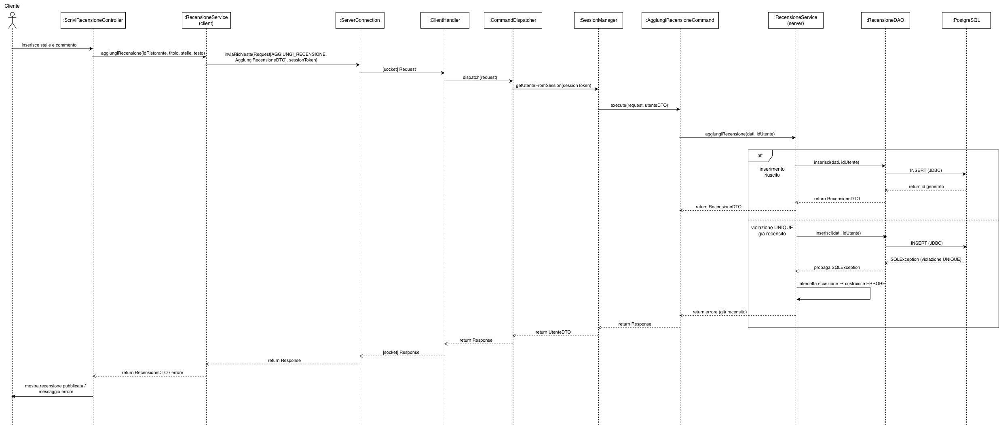 Cliente
:ScriviRecensioneController
:RecensioneService
(client)
:ServerConnection
:ClientHandler
:CommandDispatcher
:SessionManager
:AggiungiRecensioneCommand
:RecensioneService
(server)
:RecensioneDAO
:PostgreSQL
inserisce stelle e commento
aggiungiRecensione(idRistorante, titolo, stelle, testo)
inviaRichiesta(Request[AGGIUNGI_RECENSIONE,
AggiungiRecensioneDTO], sessionToken)
[socket] Request
dispatch(request)
getUtenteFromSession(sessionToken)
execute(request, utenteDTO)
aggiungiRecensione(dati, idUtente)
alt
inserimento
riuscito
inserisci(dati, idUtente)
INSERT (JDBC)
return id generato
return RecensioneDTO
return RecensioneDTO
violazione UNIQUE
già recensito
inserisci(dati, idUtente)
INSERT (JDBC)
SQLException (violazione UNIQUE)
propaga SQLException
intercetta eccezione → costruisce ERRORE
return errore (già recensito)
return Response
return UtenteDTO
return Response
[socket] Response
return Response
return RecensioneDTO / errore
mostra recensione pubblicata /
messaggio errore